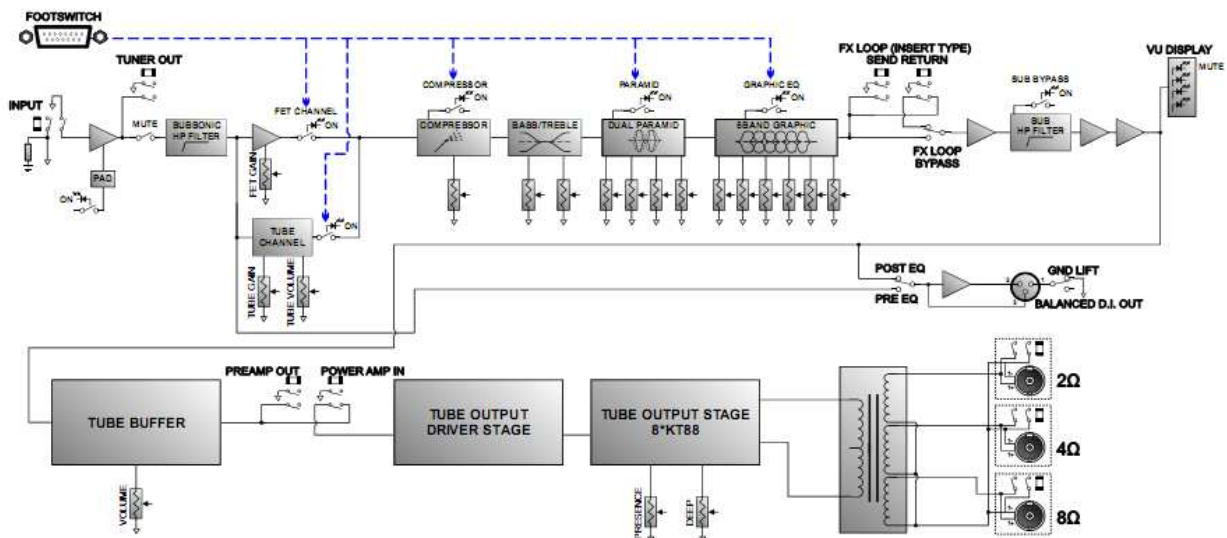 FOOTSWITCH
TUNER OUT
INPUT
MUTE
SUBSONIC
HP FILTER
PAD
ON
FET CHANNEL
ON
FET GAIN
TUBE
CHANNEL
ON
TUBE GAIN
TUBE VOLUME
COMPRESSOR
ON
COMPRESSOR
BASS/TREBLE
PARAMID
ON
DUAL PARAMID
GRAPHIC EQ
ON
6BAND GRAPHIC
FX LOOP (INSERT TYPE)
SEND RETURN
FX LOOP
BYPASS
SUB BYPASS
ON
SUB
HP FILTER
VU DISPLAY
MUTE
POST EQ
PRE EQ
GND LIFT
BALANCED D.I. OUT
TUBE BUFFER
VOLUME
PREAMP OUT
POWER AMP IN
TUBE OUTPUT
DRIVER STAGE
TUBE OUTPUT STAGE
8*KT88
PRESENCE
DEEP
2Ω
4Ω
8Ω